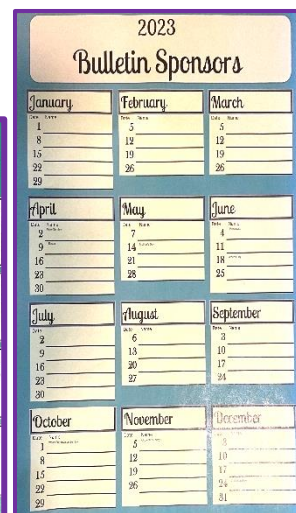 2023
Bulletin Sponsors
January
Date Name
1
8
15
22
29
February
Date Name
5
12
19
26
March
Date Name
5
12
19
26
April
Date Name
2
9
16
23
30
May
Date Name
7
14
21
28
June
Date Name
4
11
18
25
July
Date
2
9
16
23
30
August
Date Name
6
13
20
27
September
Date Name
3
10
17
24
October
Date Name
1
8
15
22
29
November
Date Name
5
12
19
26
December
3
10
17
24
31